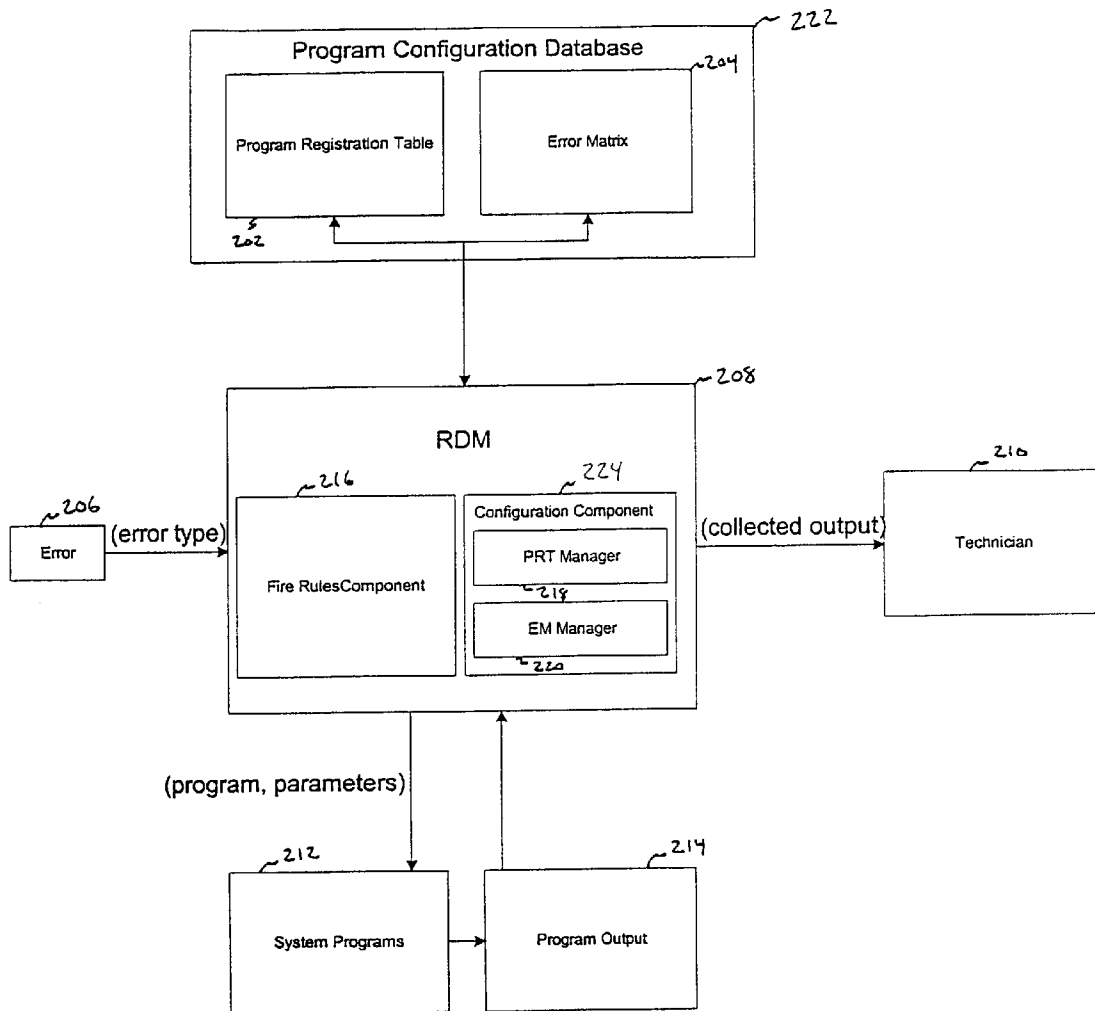 222
Program Configuration Database
204
Program Registration Table
Error Matrix
202
208
RDM
216
224
210
206
(error type)
Configuration Component
(collected output)
Error
PRT Manager
Technician
218
Fire RulesComponent
EM Manager
220
(program, parameters)
212
214
System Programs
Program Output